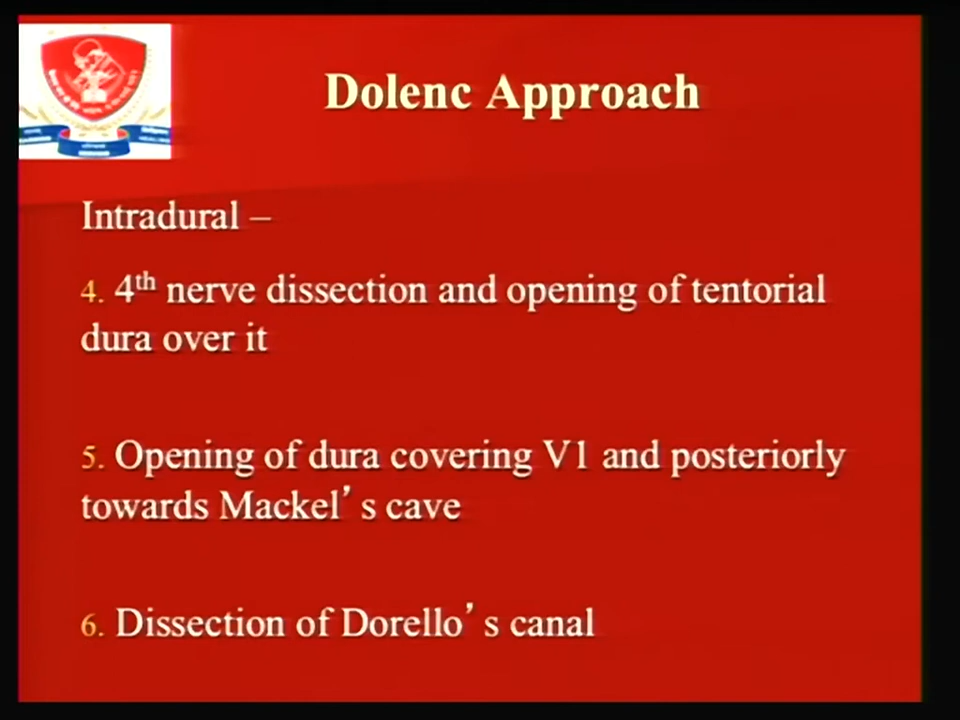 Dolenc Approach
Intradural –
4. 4th nerve dissection and opening of tentorial
dura over it
5. Opening of dura covering V1 and posteriorly
towards Mackel’s cave
6. Dissection of Dorello’s canal